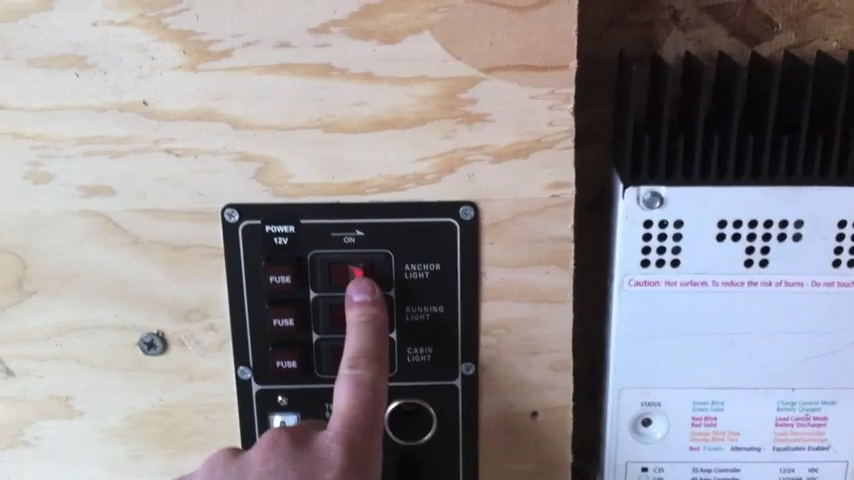 POWER
12V
ON
FUSE
ANCHOR
LIGHT
FUSE
RUNNING
LIGHT
FUSE
CABIN
LIGHT
Caution: Hot surfaces. To reduce the risk of burns - Do not touch
STATUS
Green Blink
Green Solid
Charge Control Mode
Battery Charged
Red Blink
Red Solid
Load Control Mode
Battery Discharged
Alternating -
Equalization Enabled
C35
35 Amp Controller
12/24
VDC